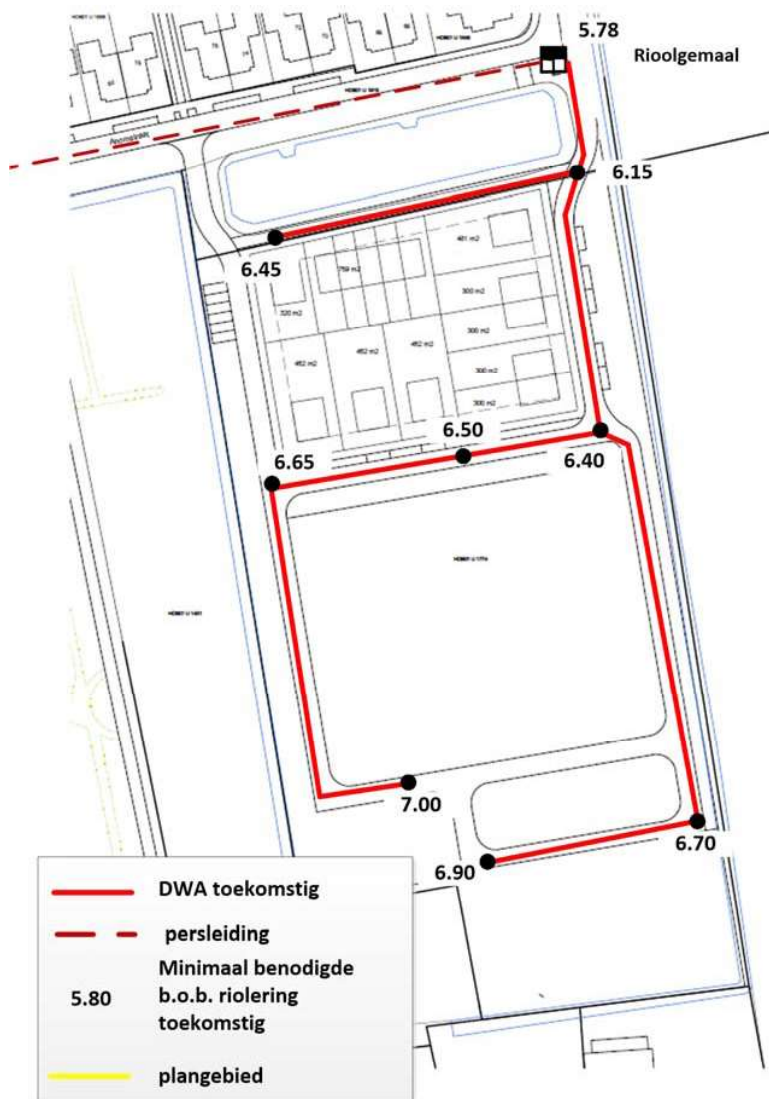 5.78
Rioolgemaal
6.15
6.45
481 m2
759 m2
300 m2
320 m2
300 m2
462 m2
462 m2
462 m2
300 m2
300 m2
6.50
6.65
6.40
7.00
6.70
6.90
DWA toekomstig
persleiding
5.80
Minimaal benodigde
b.o.b. riolering
toekomstig
plangebied